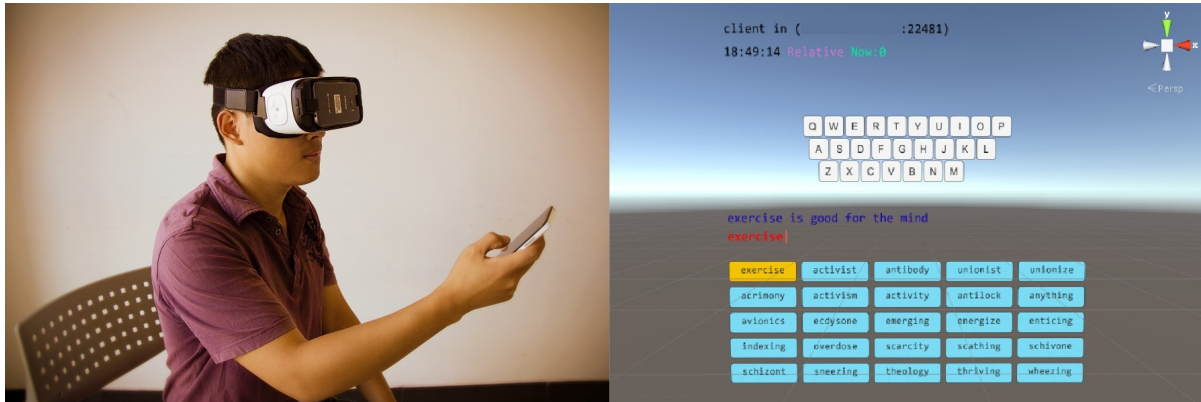 client in ( :22481)
18:49:14 Relative Now:0
y
x
< Persp
Q W E R T Y U I O P
A S D F G H J K L
Z X C V B N M
exercise is good for the mind
exercise
exercise activist antibody unionist unionize
acrimony activism activity antilock anything
avionics ecdysone emerging energize enticing
indexing overdose scarcity scathing schivone
schizont sneezing theology thriving wheezing